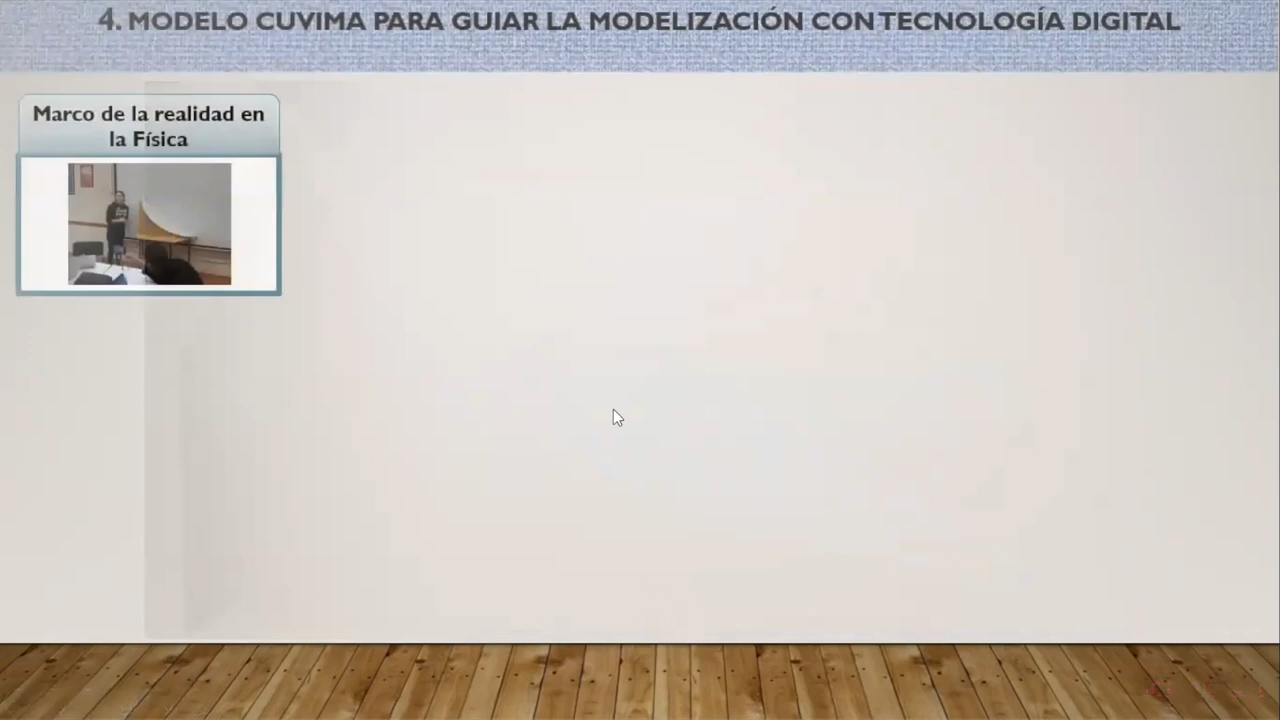 4. MODELO CUVIMA PARA GUIAR LA MODELIZACIÓN CON TECNOLOGÍA DIGITAL
Marco de la realidad en
la Física